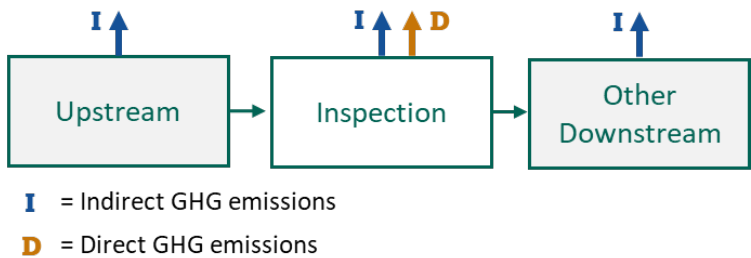 I I D I
Upstream Inspection Other
Downstream
I = Indirect GHG emissions
D = Direct GHG emissions